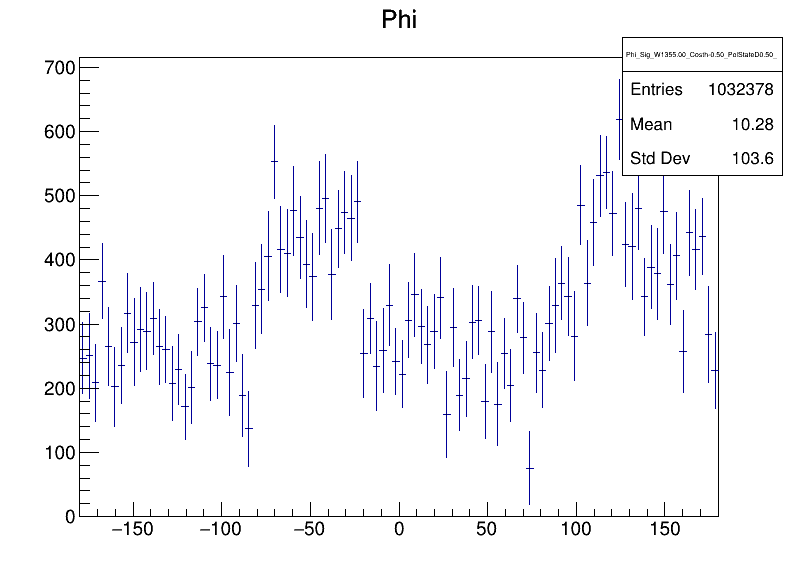 Phi
Phi_Sig_W1355.00_Costh-0.50_PolStateD0.50_
Entries 1032378
Mean 10.28
Std Dev 103.6
700
600
500
400
300
200
100
0
−150 −100 −50 0 50 100 150